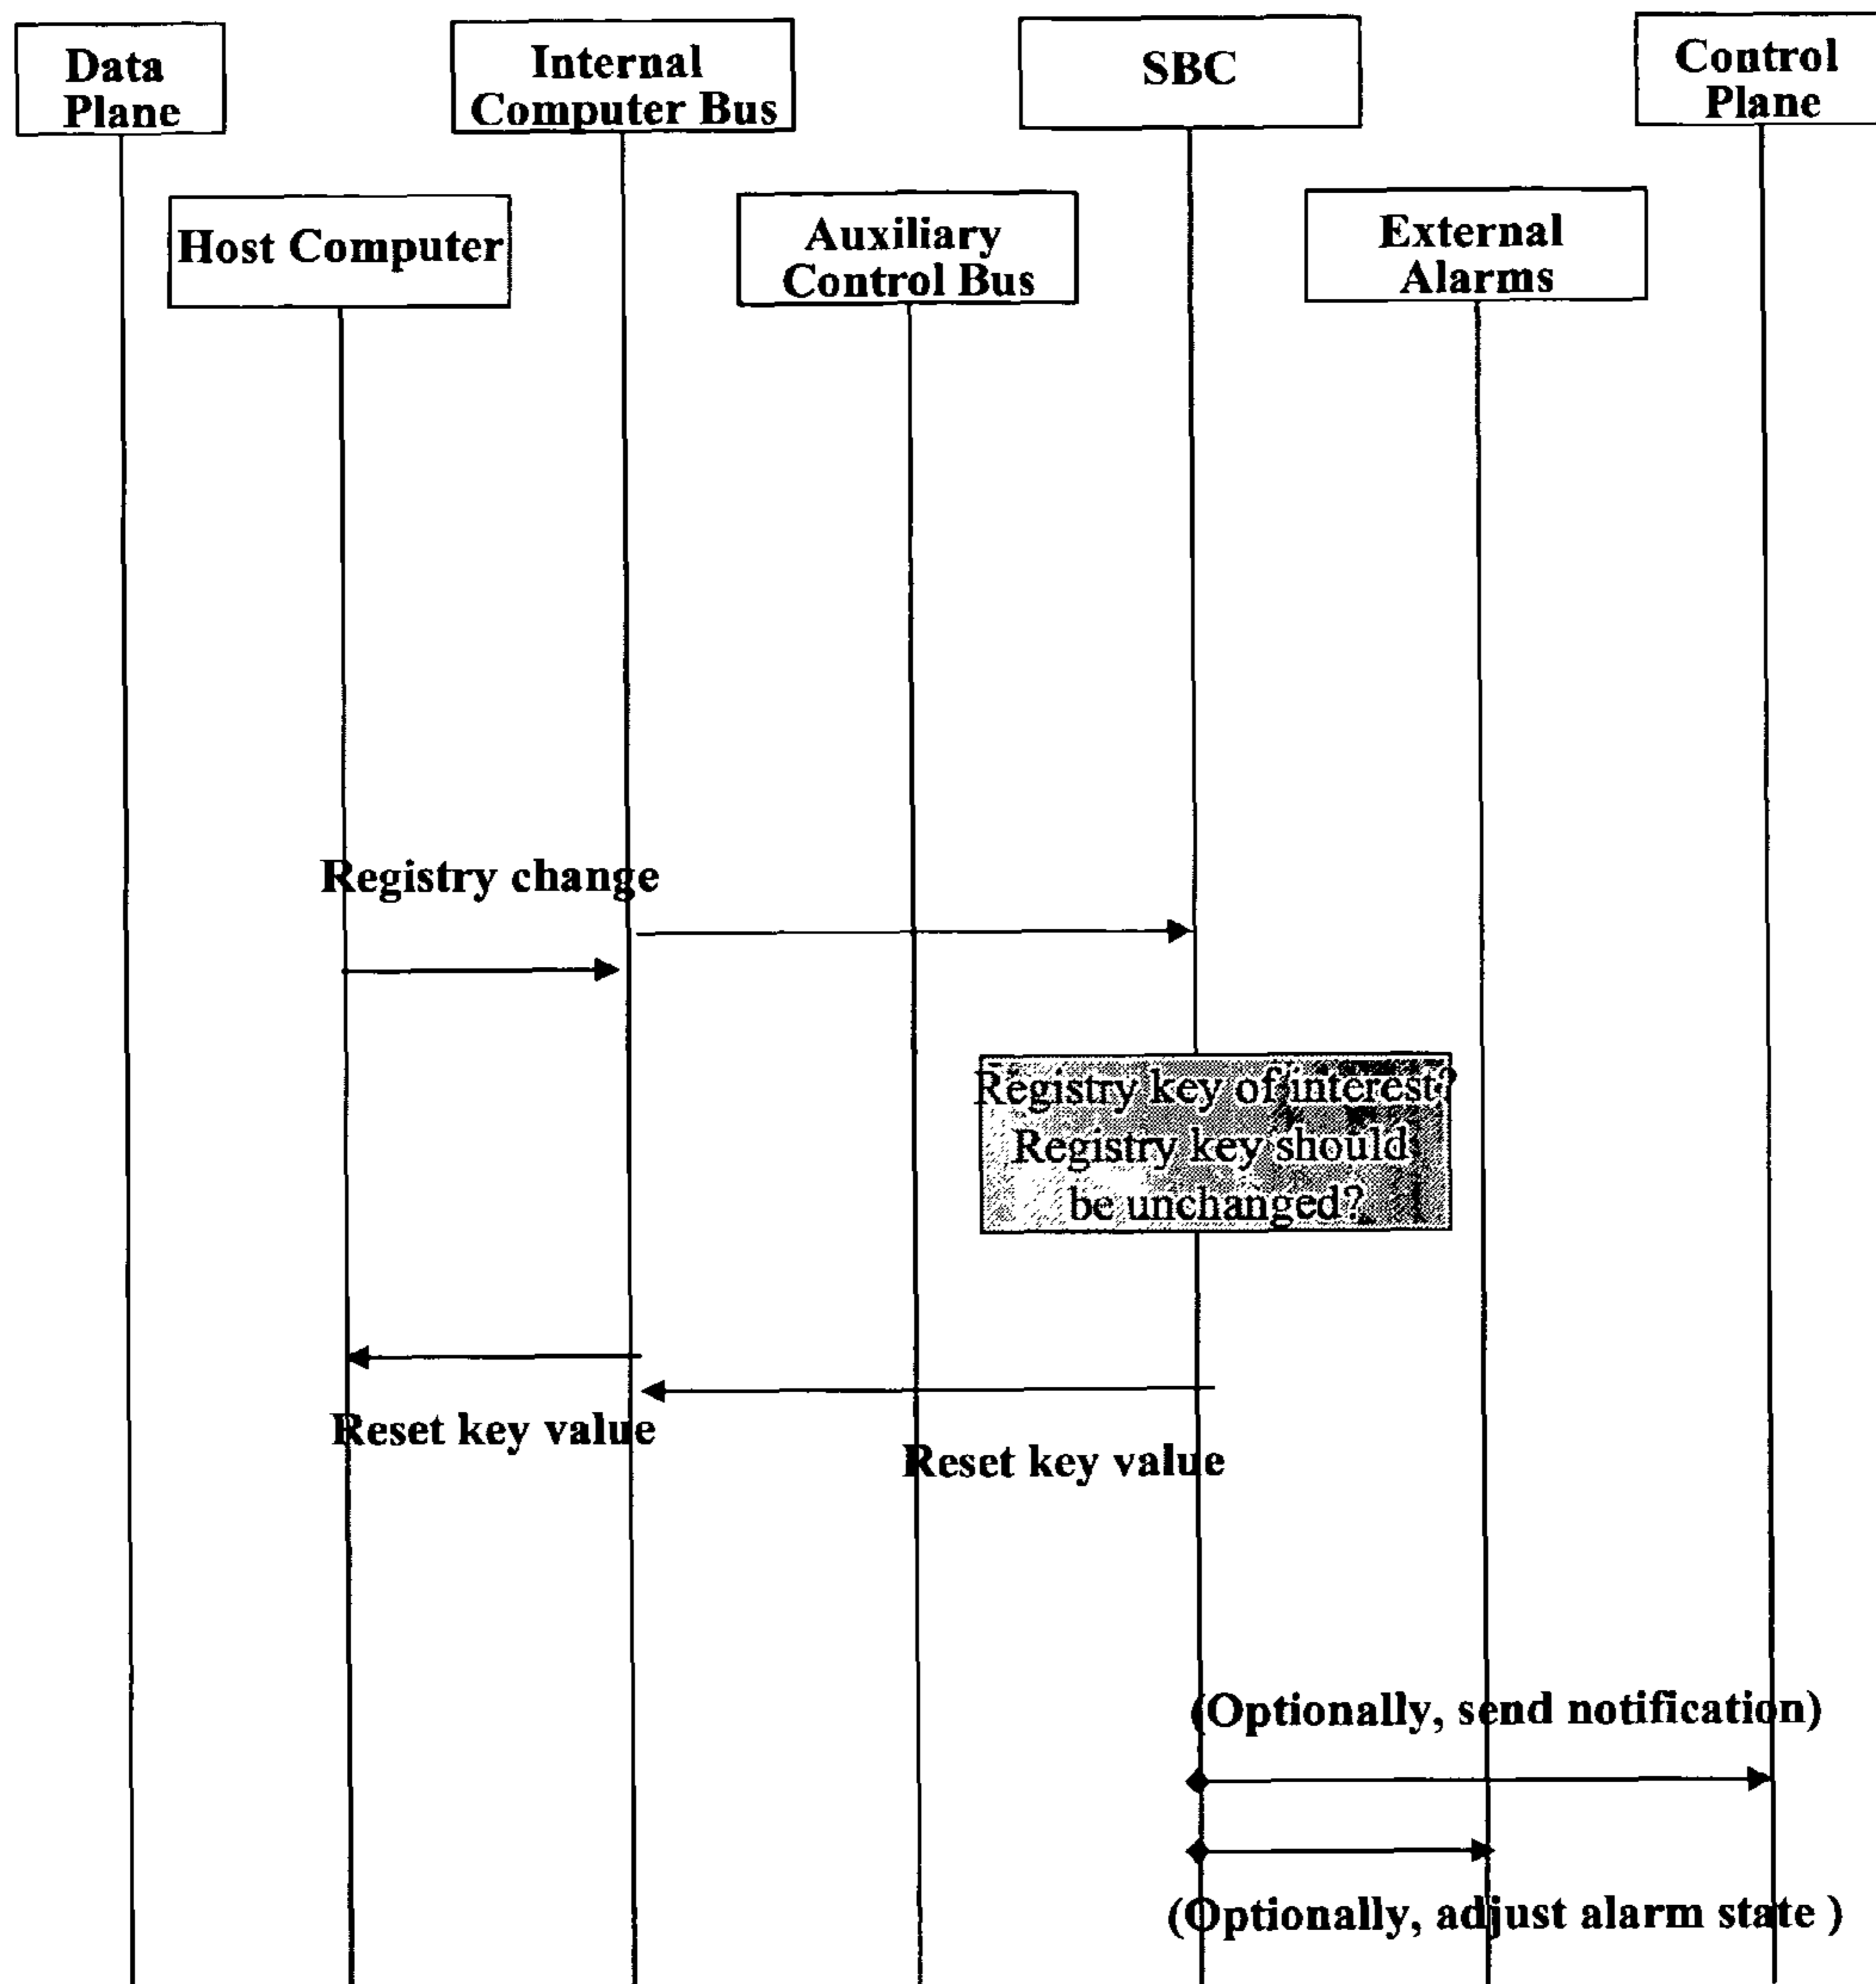 Data
Plane
Internal
Computer Bus
SBC
Control
Plane
Host Computer
Auxiliary
Control Bus
External
Alarms
Registry change
Registry key of interest?
Registry key should
be unchanged?
Reset key value
Reset key value
(Optionally, send notification)
(Optionally, adjust alarm state )